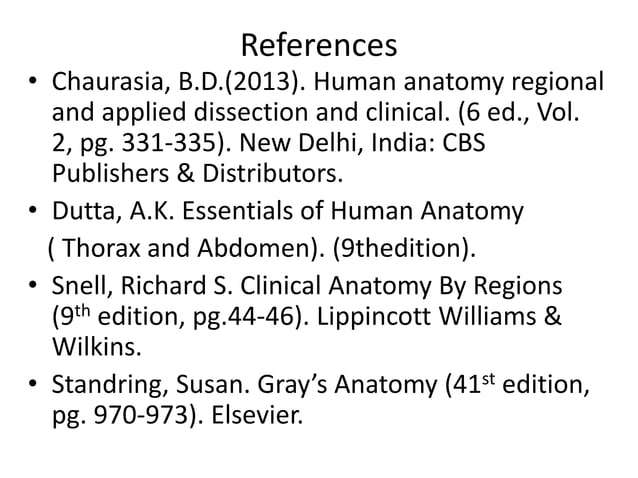 References
• Chaurasia, B.D.(2013). Human anatomy regional
and applied dissection and clinical. (6 ed., Vol.
2, pg. 331-335). New Delhi, India: CBS
Publishers & Distributors.
• Dutta, A.K. Essentials of Human Anatomy
( Thorax and Abdomen). (9thedition).
• Snell, Richard S. Clinical Anatomy By Regions
(9th edition, pg.44-46). Lippincott Williams &
Wilkins.
• Standring, Susan. Gray’s Anatomy (41st edition,
pg. 970-973). Elsevier.